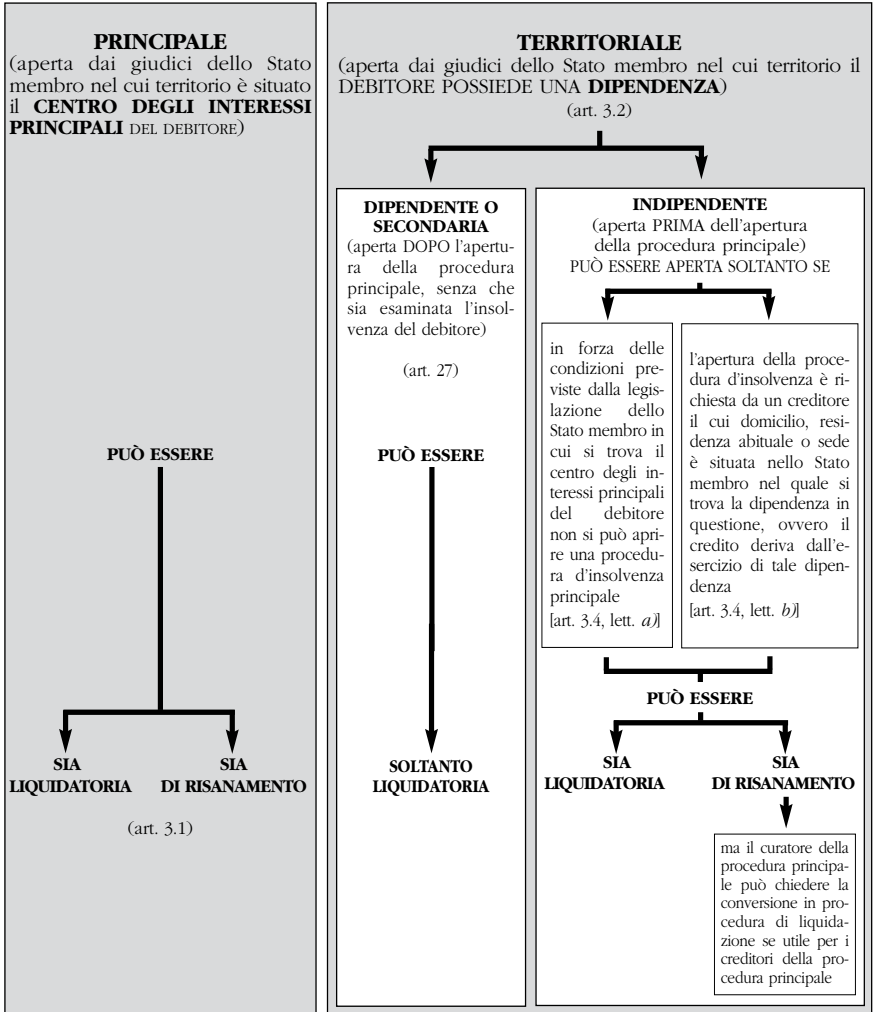 PRINCIPALE
(aperta dai giudici dello Stato
membro nel cui territorio è situato
il CENTRO DEGLI INTERESSI
PRINCIPALI DEL DEBITORE)
PUÒ ESSERE
SIA
LIQUIDATORIA
SIA
DI RISANAMENTO
(art. 3.1)
TERRITORIALE
(aperta dai giudici dello Stato membro nel cui territorio il
DEBITORE POSSIEDE UNA DIPENDENZA)
(art. 3.2)
DIPENDENTE O
SECONDARIA
(aperta DOPO l'apertu-
ra della procedura
principale, senza che
sia esaminata l'insol-
venza del debitore)
(art. 27)
PUÒ ESSERE
SOLTANTO
LIQUIDATORIA
INDIPENDENTE
(aperta PRIMA dell'apertura
della procedura principale)
PUÒ ESSERE APERTA SOLTANTO SE
in forza delle
condizioni pre-
viste dalla legis-
lazione dello
Stato membro in
cui si trova il
centro degli in-
teressi principali
del debitore
non si può apri-
re una procedu-
ra d'insolvenza
principale
[art. 3.4, lett. a)]
l'apertura della proce-
dura d'insolvenza è ri-
chiesta da un creditore
il cui domicilio, resi-
denza abituale o sede
è situata nello Stato
membro nel quale si
trova la dipendenza in
questione, ovvero il
credito deriva dall'e-
sercizio di tale dipen-
denza
[art. 3.4, lett. b)]
PUÒ ESSERE
SIA
LIQUIDATORIA
SIA
DI RISANAMENTO
ma il curatore della
procedura principa-
le può chiedere la
conversione in pro-
cedura di liquida-
zione se utile per i
creditori della pro-
cedura principale